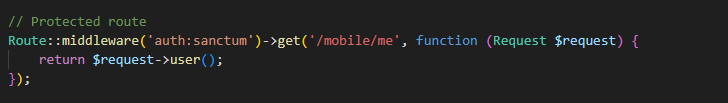 // Protected route
Route::middleware('auth:sanctum')->get('/mobile/me', function (Request $request) {
    return $request->user();
});